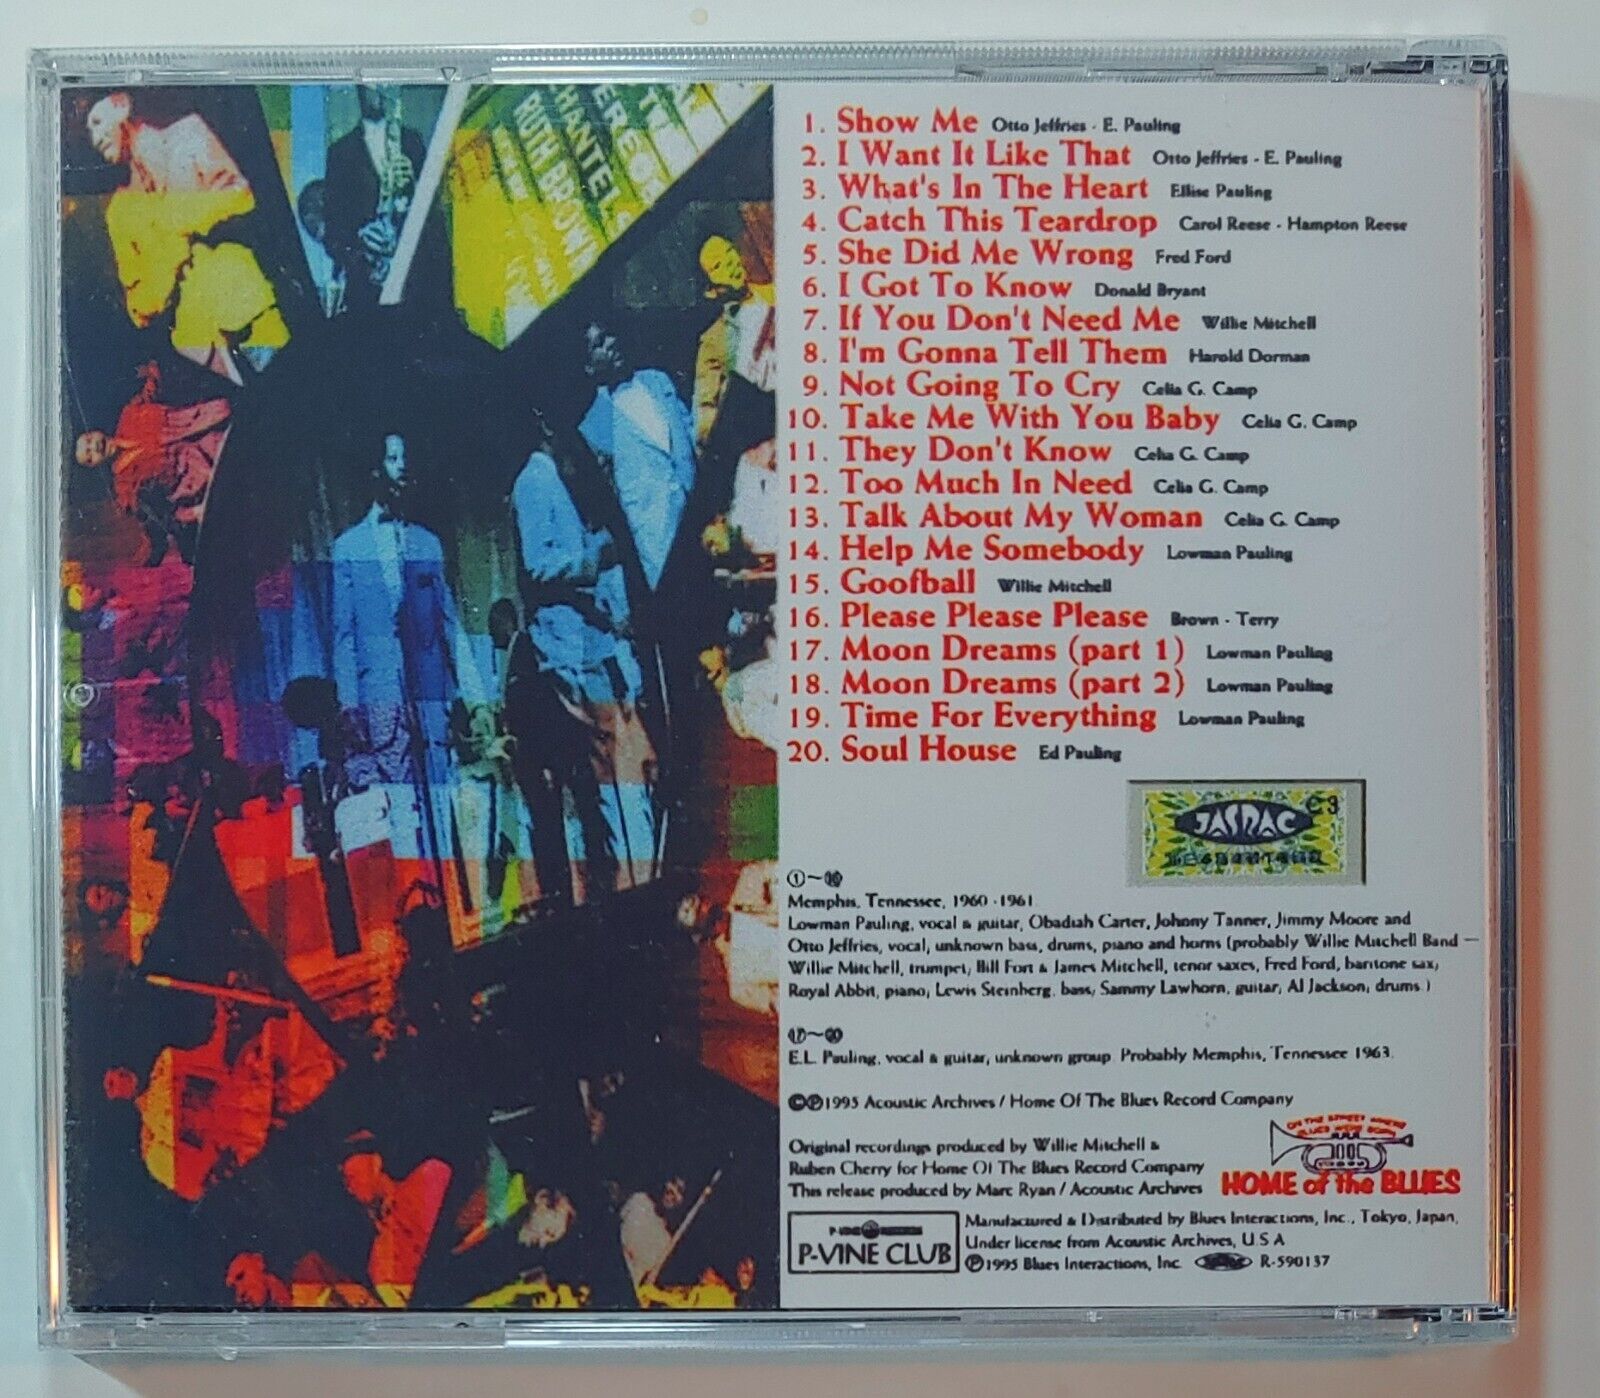 RUTH BROWN
1. Show Me Otto Jeffries - E. Pauling
2. I Want It Like That Otto Jeffries - E. Pauling
3. What's In The Heart Ellise Pauling
4. Catch This Teardrop Carol Reese - Hampton Reese
5. She Did Me Wrong Fred Ford
6. I Got To Know Donald Bryant
7. If You Don't Need Me Willie Mitchell
8. I'm Gonna Tell Them Harold Dorman
9. Not Going To Cry Celia G. Camp
10. Take Me With You Baby Celia G. Camp
11. They Don't Know Celia G. Camp
12. Too Much In Need Celia G. Camp
13. Talk About My Woman Celia G. Camp
14. Help Me Somebody Lowman Pauling
15. Goofball Willie Mitchell
16. Please Please Please Brown - Terry
17. Moon Dreams (part 1) Lowman Pauling
18. Moon Dreams (part 2) Lowman Pauling
19. Time For Everything Lowman Pauling
20. Soul House Ed Pauling
JASRAC
①~⑯
Memphis, Tennessee, 1960 - 1961.
Lowman Pauling, vocal & guitar, Obadiah Carter, Johnny Tanner, Jimmy Moore and
Otto Jeffries, vocal, unknown bass, drums, piano and horns (probably Willie Mitchell Band —
Willie Mitchell, trumpet; Bill Fort & James Mitchell, tenor saxes, Fred Ford, baritone sax;
Royal Abbit, piano; Lewis Steinberg, bass; Sammy Lawhorn, guitar; Al Jackson, drums.)
⑰~⑳
E.L. Pauling, vocal & guitar, unknown group. Probably Memphis, Tennessee 1963.
©℗1995 Acoustic Archives / Home Of The Blues Record Company
Original recordings produced by Willie Mitchell &
Ruben Cherry for Home Of The Blues Record Company
This release produced by Marc Ryan / Acoustic Archives
ON THE STREET WHERE
BLUES WERE BORN
HOME of the BLUES
P-VINE RECORDS
P-VINE CLUB
Manufactured & Distributed by Blues Interactions, Inc., Tokyo, Japan,
Under license from Acoustic Archives, U.S.A
℗1995 Blues Interactions, Inc. R-590137